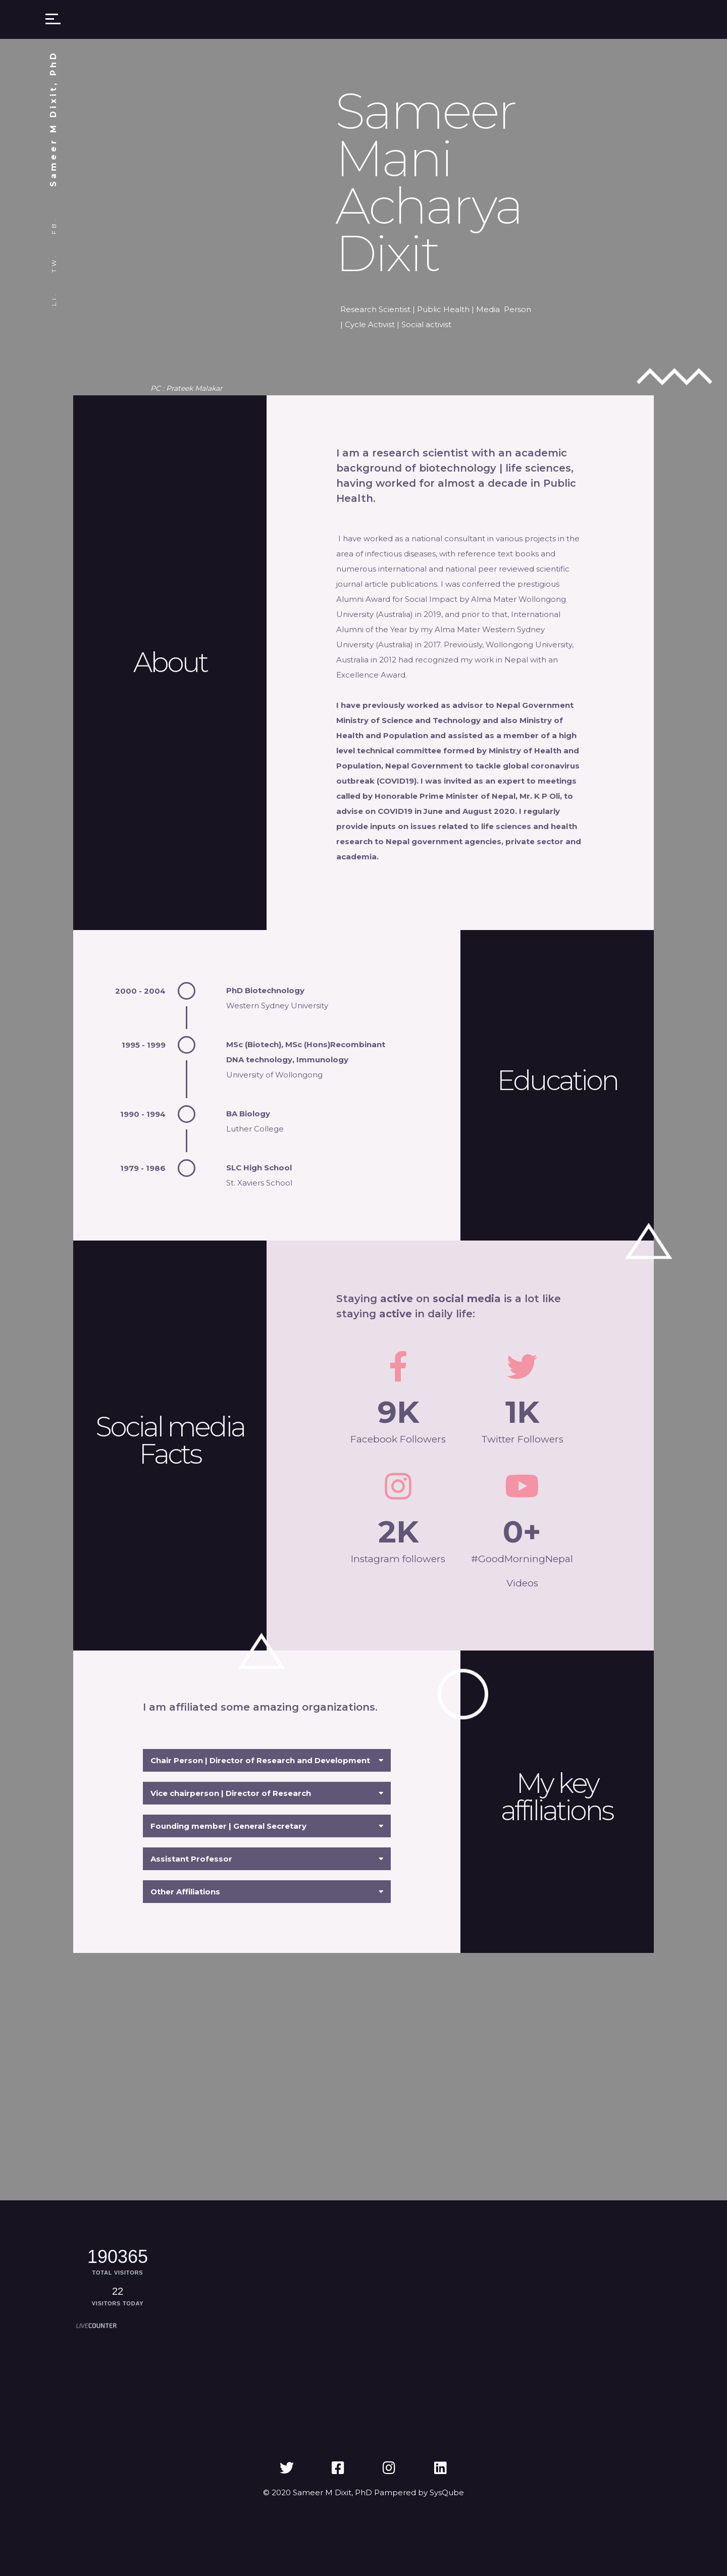 Sameer M Dixit, PhD
FB
TW
LI
Sameer
Mani
Acharya
Dixit
Research Scientist | Public Health | Media Person
| Cycle Activist | Social activist
PC : Prateek Malakar
About
I am a research scientist with an academic
background of biotechnology | life sciences,
having worked for almost a decade in Public
Health.
I have worked as a national consultant in various projects in the
area of infectious diseases, with reference text books and
numerous international and national peer reviewed scientific
journal article publications. I was conferred the prestigious
Alumni Award for Social Impact by Alma Mater Wollongong
University (Australia) in 2019, and prior to that, International
Alumni of the Year by my Alma Mater Western Sydney
University (Australia) in 2017. Previously, Wollongong University,
Australia in 2012 had recognized my work in Nepal with an
Excellence Award.
I have previously worked as advisor to Nepal Government
Ministry of Science and Technology and also Ministry of
Health and Population and assisted as a member of a high
level technical committee formed by Ministry of Health and
Population, Nepal Government to tackle global coronavirus
outbreak (COVID19). I was invited as an expert to meetings
called by Honorable Prime Minister of Nepal, Mr. K P Oli, to
advise on COVID19 in June and August 2020. I regularly
provide inputs on issues related to life sciences and health
research to Nepal government agencies, private sector and
academia.
2000 - 2004
PhD Biotechnology
Western Sydney University
1995 - 1999
MSc (Biotech), MSc (Hons)Recombinant
DNA technology, Immunology
University of Wollongong
1990 - 1994
BA Biology
Luther College
1979 - 1986
SLC High School
St. Xaviers School
Education
Social media
Facts
Staying active on social media is a lot like
staying active in daily life:
9K
Facebook Followers
1K
Twitter Followers
2K
Instagram followers
0+
#GoodMorningNepal
Videos
I am affiliated some amazing organizations.
Chair Person | Director of Research and Development
Vice chairperson | Director of Research
Founding member | General Secretary
Assistant Professor
Other Affiliations
My key
affiliations
190365
TOTAL VISITORS
22
VISITORS TODAY
LIVECOUNTER
© 2020 Sameer M Dixit, PhD Pampered by SysQube